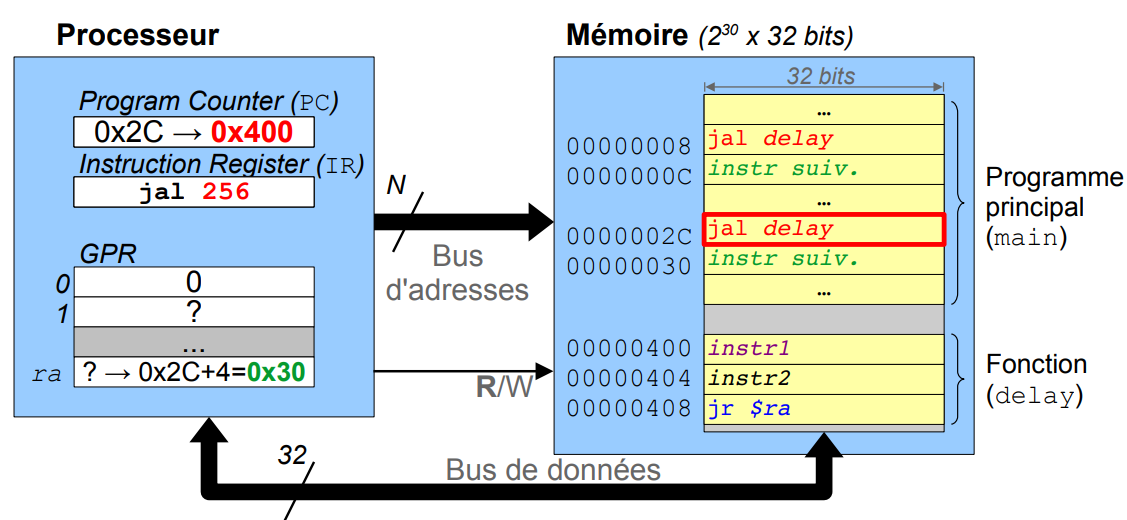 Processeur
Program Counter (PC)
0x2C → 0x400
Instruction Register (IR)
jal 256
GPR
0 0
1 ?
...
ra ? → 0x2C+4=0x30
N
Bus
d'adresses
R/W
32
Bus de données
Mémoire (2³⁰ x 32 bits)
32 bits
...
00000008 jal delay
0000000C instr suiv.
...
0000002C jal delay
00000030 instr suiv.
...
00000400 instr1
00000404 instr2
00000408 jr $ra
Programme
principal
(main)
Fonction
(delay)